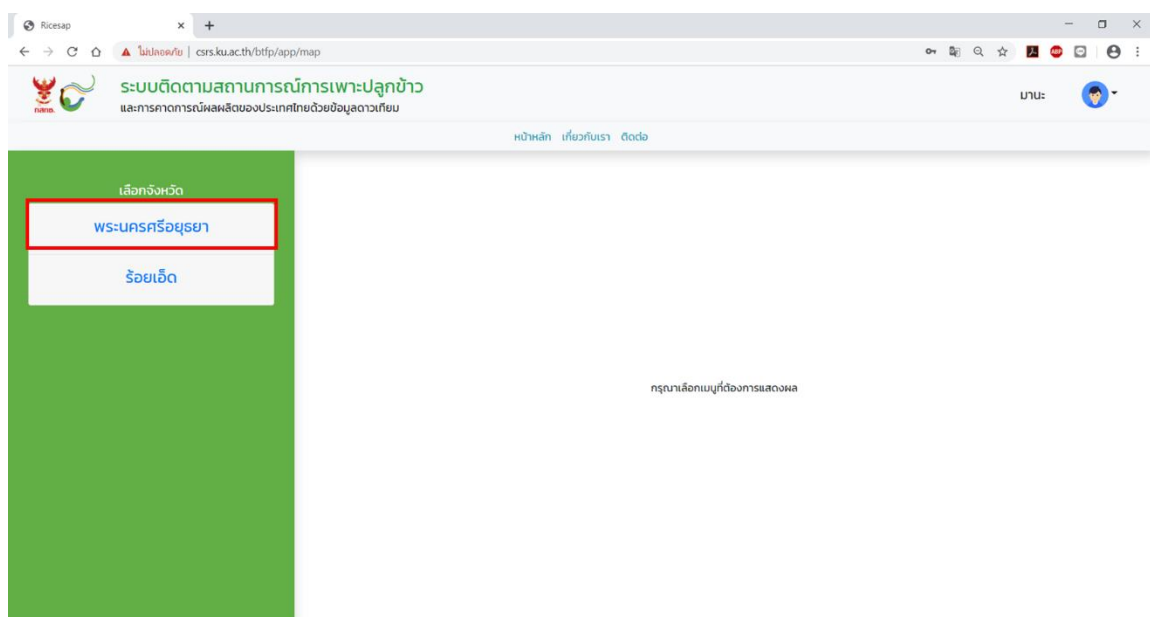 Ricesap
ไม่ปลอดภัย | csrs.ku.ac.th/btfp/app/map
ABP
กสทช.
ระบบติดตามสถานการณ์การเพาะปลูกข้าว
และการคาดการณ์ผลผลิตของประเทศไทยด้วยข้อมูลดาวเทียม
มานะ
หน้าหลัก เกี่ยวกับเรา ติดต่อ
เลือกจังหวัด
พระนครศรีอยุธยา
ร้อยเอ็ด
กรุณาเลือกเมนูที่ต้องการแสดงผล